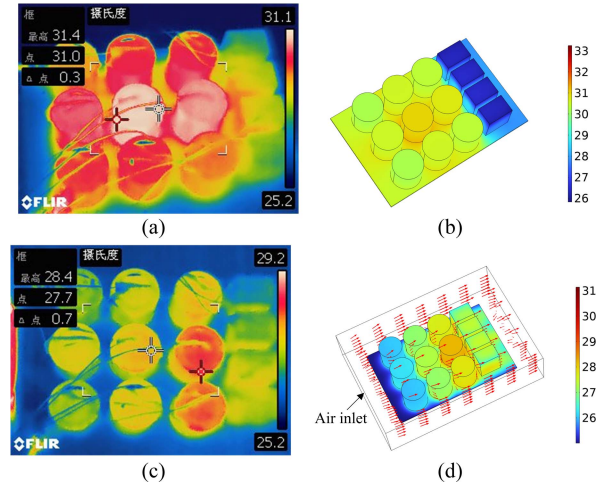 框
最高 31.4
点 31.0
Δ 点 0.3
摄氏度
31.1
25.2
FLIR
(a)
33
32
31
30
29
28
27
26
(b)
框
最高 28.4
点 27.7
Δ 点 0.7
摄氏度
29.2
25.2
FLIR
(c)
Air inlet
31
30
29
28
27
26
25
(d)